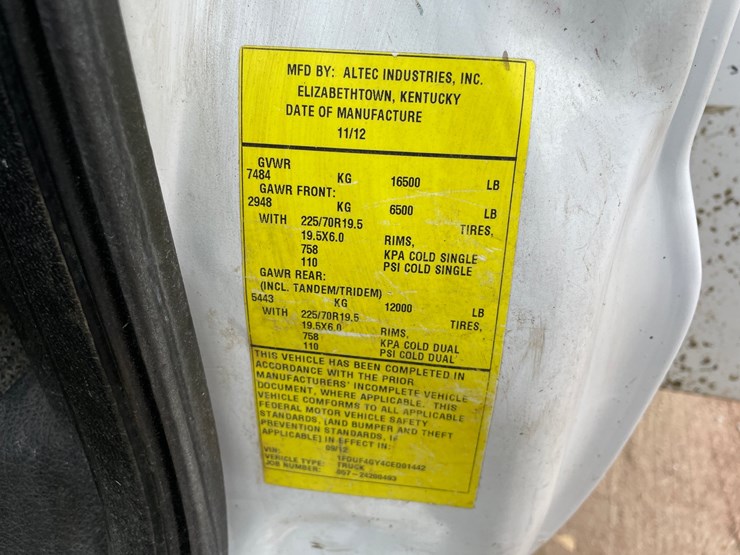 MFD BY: ALTEC INDUSTRIES, INC.
ELIZABETHTOWN, KENTUCKY
DATE OF MANUFACTURE
11/12
GVWR
7484 KG 16500 LB
GAWR FRONT:
2948 KG 6500 LB
WITH 225/70R19.5 TIRES,
19.5X6.0 RIMS,
758 KPA COLD SINGLE
110 PSI COLD SINGLE
GAWR REAR:
(INCL. TANDEM/TRIDEM)
5443 KG 12000 LB
WITH 225/70R19.5 TIRES,
19.5X6.0 RIMS,
758 KPA COLD DUAL
110 PSI COLD DUAL
THIS VEHICLE HAS BEEN COMPLETED IN
ACCORDANCE WITH THE PRIOR
MANUFACTURERS' INCOMPLETE VEHICLE
DOCUMENT, WHERE APPLICABLE. THIS
VEHICLE COMFORMS TO ALL APPLICABLE
FEDERAL MOTOR VEHICLE SAFETY
STANDARDS, (AND BUMPER AND THEFT
PREVENTION STANDARDS, IF
APPLICABLE) IN EFFECT IN:
09/12
VIN:
VEHICLE TYPE: TRUCK
JOB NUMBER: